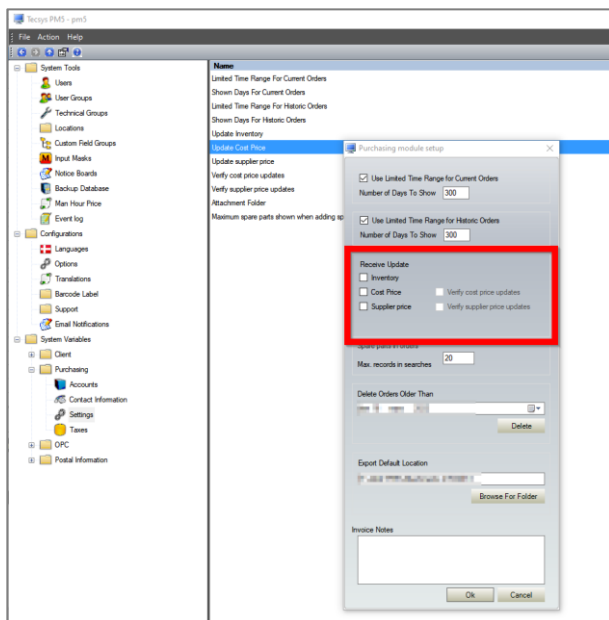 Tecsys PM5 - pm5
File Action Help
System Tools
Users
User Groups
Technical Groups
Locations
Custom Field Groups
Input Masks
Notice Boards
Backup Database
Man Hour Price
Event log
Configurations
Languages
Options
Translations
Barcode Label
Support
Email Notifications
System Variables
Client
Purchasing
Accounts
Contact Information
Settings
Taxes
OPC
Postal Information
Name
Limited Time Range For Current Orders
Shown Days For Current Orders
Limited Time Range For Historic Orders
Shown Days For Historic Orders
Update Inventory
Update Cost Price
Update supplier price
Verify cost price updates
Verify supplier price updates
Attachment Folder
Maximum spare parts shown when adding sp
Purchasing module setup
Use Limited Time Range for Current Orders
Number of Days To Show 300
Use Limited Time Range for Historic Orders
Number of Days To Show 300
Receive Update
Inventory
Cost Price Verify cost price updates
Supplier price Verify supplier price updates
Spare parts in orders
Max. records in searches 20
Delete Orders Older Than
Delete
Export Default Location
Browse For Folder
Invoice Notes
Ok Cancel